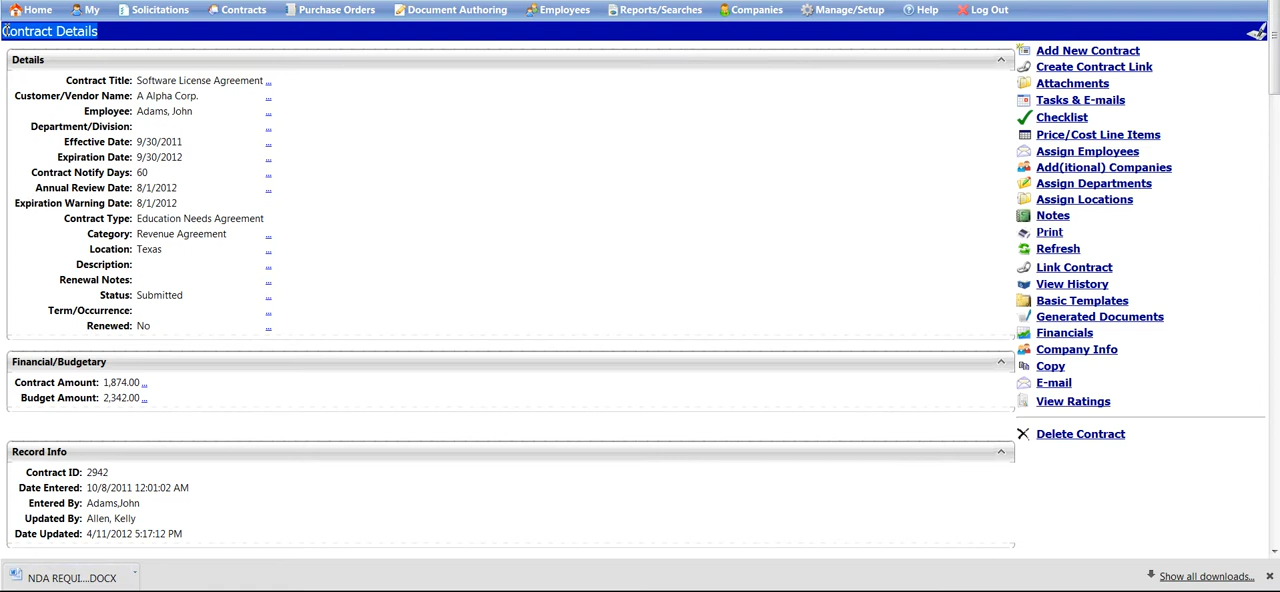 Home My Solicitations Contracts Purchase Orders Document Authoring Employees Reports/Searches Companies Manage/Setup Help Log Out
Contract Details
Details
Contract Title: Software License Agreement ...
Customer/Vendor Name: A Alpha Corp. ...
Employee: Adams, John ...
Department/Division: ...
Effective Date: 9/30/2011 ...
Expiration Date: 9/30/2012 ...
Contract Notify Days: 60 ...
Annual Review Date: 8/1/2012 ...
Expiration Warning Date: 8/1/2012
Contract Type: Education Needs Agreement
Category: Revenue Agreement ...
Location: Texas ...
Description: ...
Renewal Notes: ...
Status: Submitted ...
Term/Occurrence: ...
Renewed: No ...
Financial/Budgetary
Contract Amount: 1,874.00 ...
Budget Amount: 2,342.00 ...
Record Info
Contract ID: 2942
Date Entered: 10/8/2011 12:01:02 AM
Entered By: Adams,John
Updated By: Allen, Kelly
Date Updated: 4/11/2012 5:17:12 PM
Add New Contract
Create Contract Link
Attachments
Tasks & E-mails
Checklist
Price/Cost Line Items
Assign Employees
Add(itional) Companies
Assign Departments
Assign Locations
Notes
Print
Refresh
Link Contract
View History
Basic Templates
Generated Documents
Financials
Company Info
Copy
E-mail
View Ratings
Delete Contract
NDA REQUI....DOCX
Show all downloads...